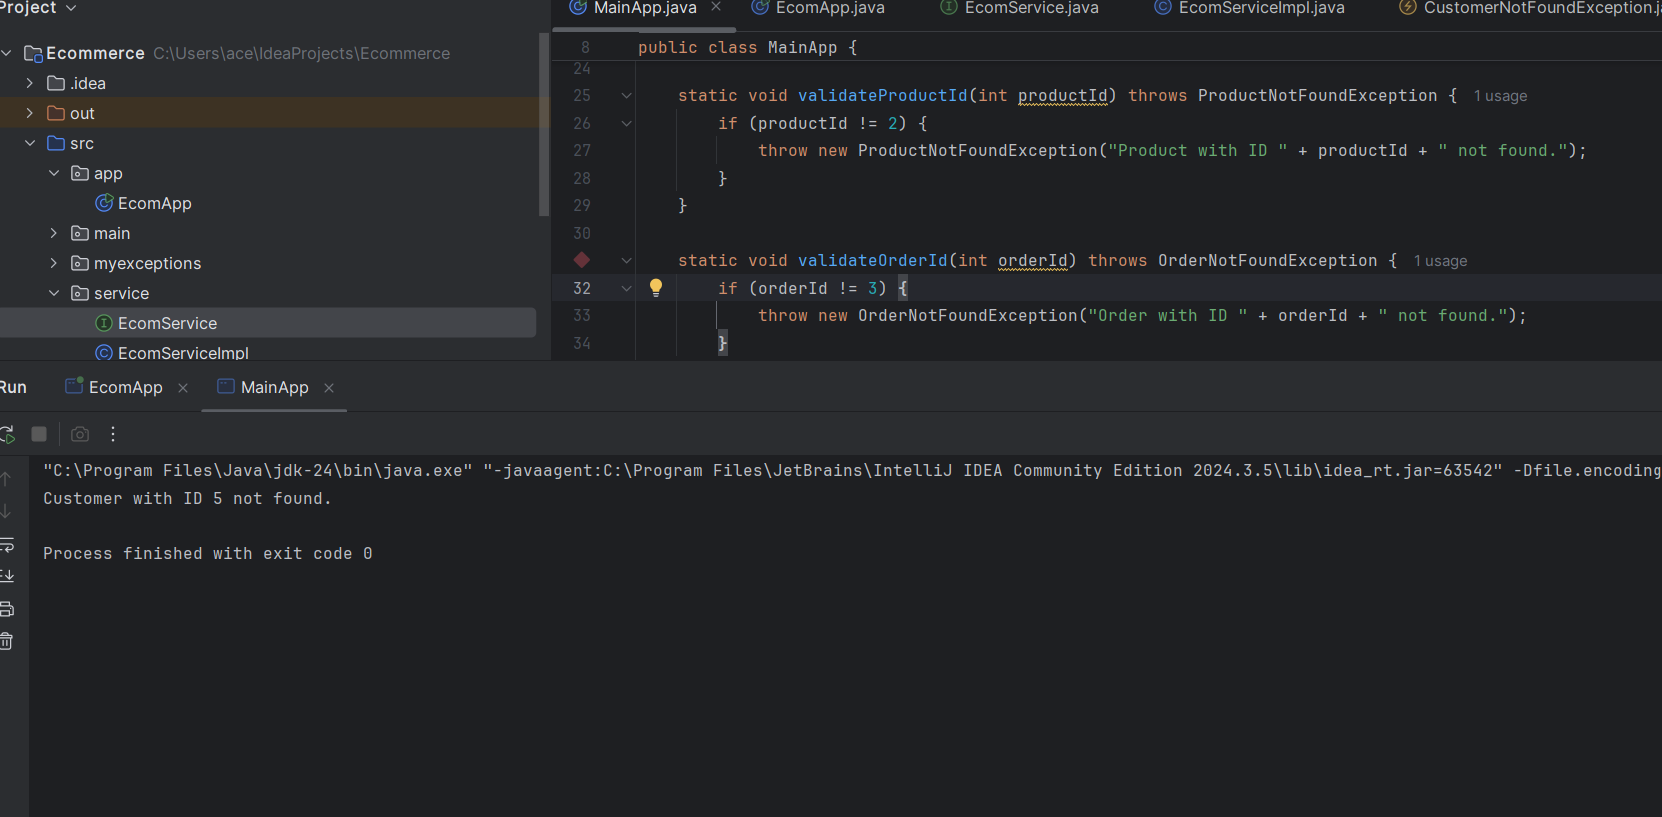 Project
Ecommerce C:\Users\ace\IdeaProjects\Ecommerce
.idea
out
src
app
EcomApp
main
myexceptions
service
EcomService
EcomServiceImpl
MainApp.java EcomApp.java EcomService.java EcomServiceImpl.java CustomerNotFoundException.j
8 public class MainApp {
24
25 static void validateProductId(int productId) throws ProductNotFoundException { 1 usage
26 if (productId != 2) {
27 throw new ProductNotFoundException("Product with ID " + productId + " not found.");
28 }
29 }
30
static void validateOrderId(int orderId) throws OrderNotFoundException { 1 usage
32 if (orderId != 3) {
33 throw new OrderNotFoundException("Order with ID " + orderId + " not found.");
34 }
Run EcomApp MainApp
"C:\Program Files\Java\jdk-24\bin\java.exe" "-javaagent:C:\Program Files\JetBrains\IntelliJ IDEA Community Edition 2024.3.5\lib\idea_rt.jar=63542" -Dfile.encoding
Customer with ID 5 not found.
Process finished with exit code 0